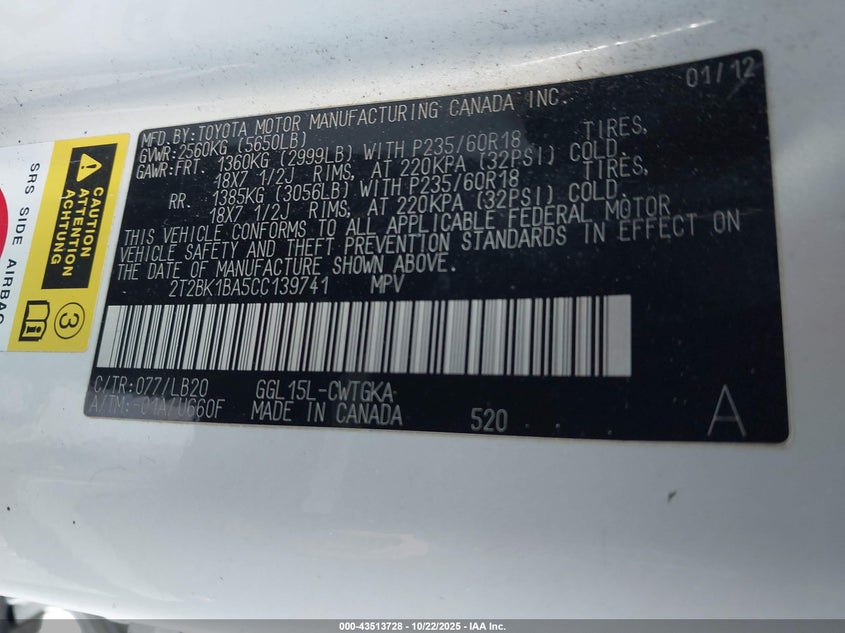 01/12
MFD.BY:TOYOTA MOTOR MANUFACTURING CANADA INC.
GVWR:2560KG (5650LB)
GAWR:FRT. 1360KG (2999LB) WITH P235/60R18 TIRES,
18X7 1/2J RIMS, AT 220KPA (32PSI) COLD.
RR. 1385KG (3056LB) WITH P235/60R18 TIRES,
18X7 1/2J RIMS, AT 220KPA (32PSI) COLD.
THIS VEHICLE CONFORMS TO ALL APPLICABLE FEDERAL MOTOR
VEHICLE SAFETY AND THEFT PREVENTION STANDARDS IN EFFECT ON
THE DATE OF MANUFACTURE SHOWN ABOVE.
2T2BK1BA5CC139741 MPV
C/TR:077/LB20 GGL15L-CWTGKA
A/TM:-01A/U660F MADE IN CANADA 520 A
CAUTION
ATTENTION
ACHTUNG
SRS SIDE AIRBAG
3
000-43513728 - 10/22/2025 - IAA Inc.